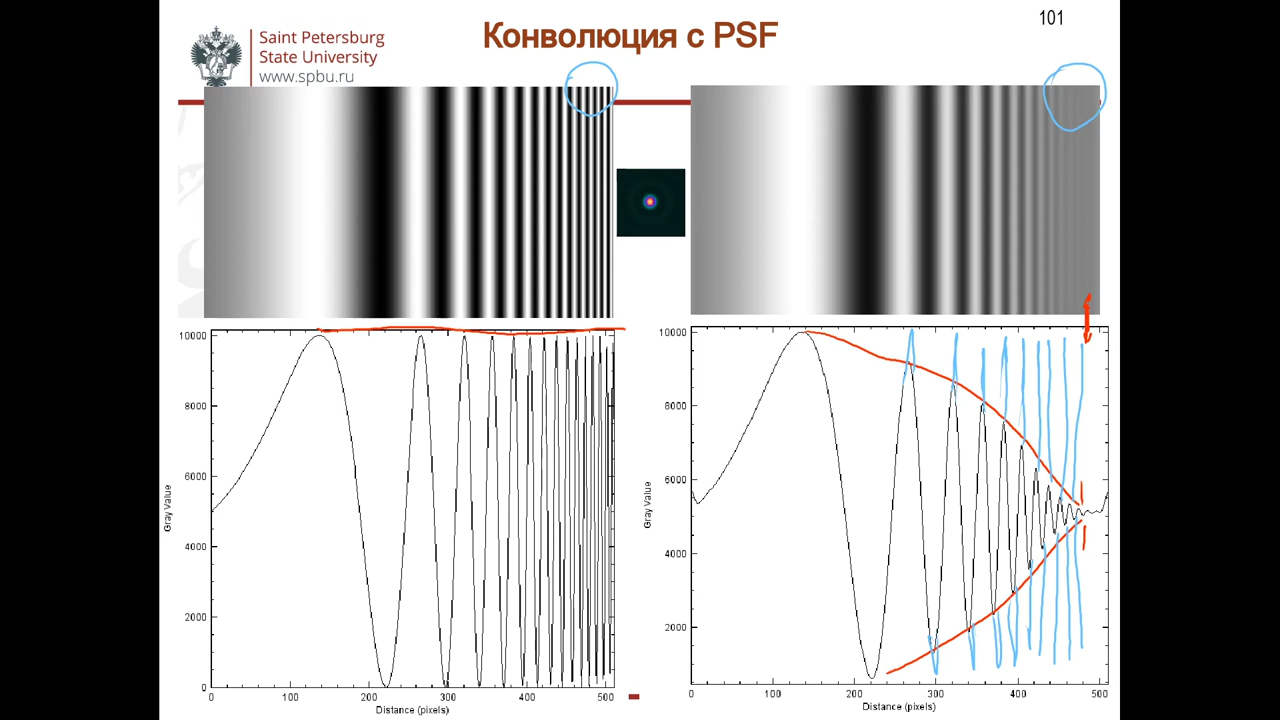 101
Конволюция с PSF
Saint Petersburg
State University
www.spbu.ru
10000
8000
6000
4000
2000
0
Gray Value
0 100 200 300 400 500
Distance (pixels)
10000
8000
6000
4000
2000
Gray Value
0 100 200 300 400 500
Distance (pixels)